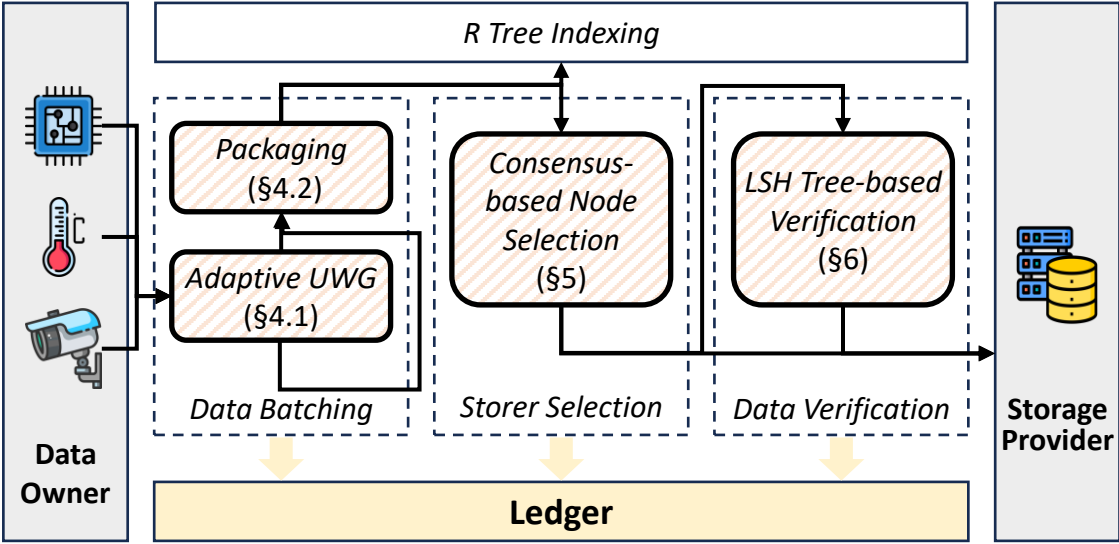 R Tree Indexing
Packaging
(§4.2)
Adaptive UWG
(§4.1)
Data Batching
Consensus-
based Node
Selection
(§5)
Storer Selection
LSH Tree-based
Verification
(§6)
Data Verification
C
Data
Owner
Storage
Provider
Ledger